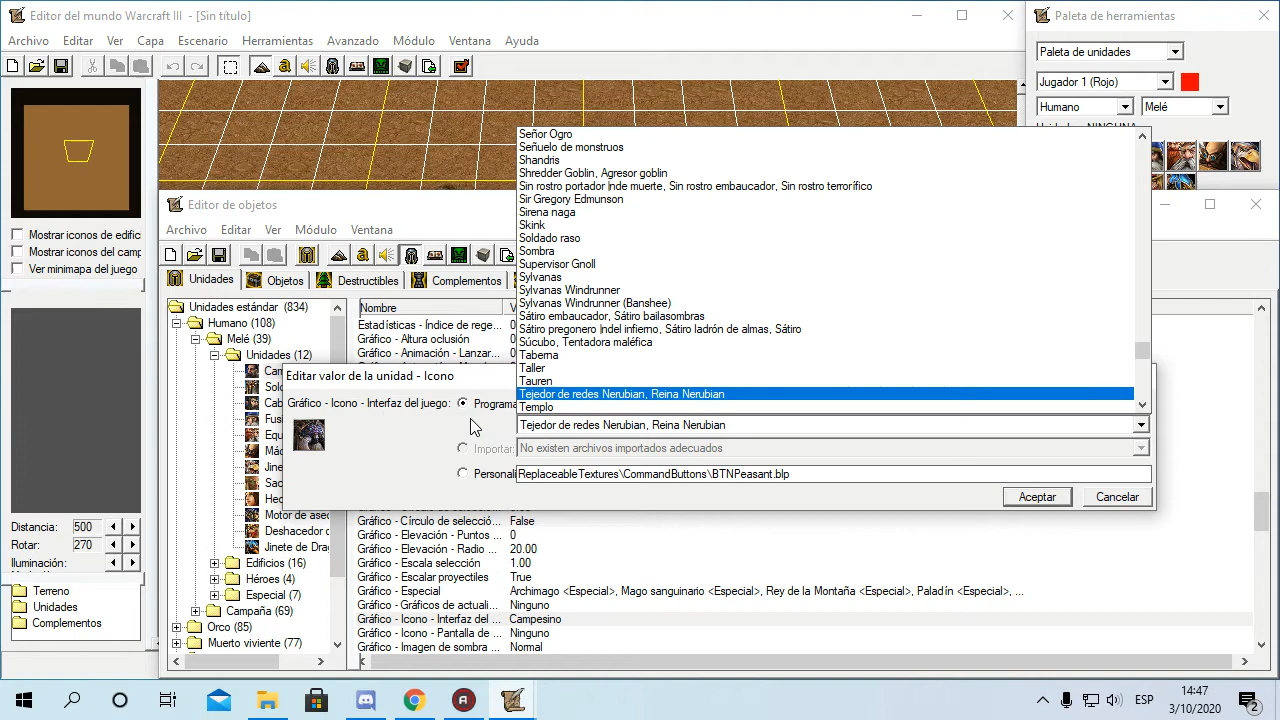 Editor del mundo Warcraft III - [Sin título]
Archivo Editar Ver Capa Escenario Herramientas Avanzado Módulo Ventana Ayuda
Mostrar iconos de edific
Mostrar iconos del camp
Ver minimapa del juego
Distancia: 500
Rotar: 270
Iluminación:
Terreno
Unidades
Complementos
Paleta de herramientas
Paleta de unidades
Jugador 1 (Rojo)
Humano Melé
Editor de objetos
Archivo Editar Ver Módulo Ventana
Unidades Objetos Destructibles Complementos
Unidades estándar (834)
Humano (108)
Melé (39)
Unidades (12)
Motor de asec
Deshacedor c
Jinete de Drag
Edificios (16)
Héroes (4)
Especial (7)
Campaña (69)
Orco (85)
Muerto viviente (77)
Nombre V
Estadísticas - Índice de rege... 0
Gráfico - Altura oclusión 0
Gráfico - Animación - Lanzar... 0
Señor Ogro
Señuelo de monstruos
Shandris
Shredder Goblin, Agresor goblin
Sin rostro portador |nde muerte, Sin rostro embaucador, Sin rostro terrorífico
Sir Gregory Edmunson
Sirena naga
Skink
Soldado raso
Sombra
Supervisor Gnoll
Sylvanas
Sylvanas Windrunner
Sylvanas Windrunner (Banshee)
Sátiro embaucador, Sátiro bailasombras
Sátiro pregonero |ndel infierno, Sátiro ladrón de almas, Sátiro
Súcubo, Tentadora maléfica
Taberna
Taller
Tauren
Tejedor de redes Nerubian, Reina Nerubian
Templo
Editar valor de la unidad - Icono
Gráfico - Icono - Interfaz del juego:
Programa
Tejedor de redes Nerubian, Reina Nerubian
Importar:
No existen archivos importados adecuados
Personali
ReplaceableTextures\CommandButtons\BTNPeasant.blp
Aceptar Cancelar
Gráfico - Círculo de selecció... False
Gráfico - Elevación - Puntos ... 0
Gráfico - Elevación - Radio ... 20.00
Gráfico - Escala selección 1.00
Gráfico - Escalar proyectiles True
Gráfico - Especial Archimago <Especial>, Mago sanguinario <Especial>, Rey de la Montaña <Especial>, Paladín <Especial>, ...
Gráfico - Gráficos de actuali... Ninguno
Gráfico - Icono - Interfaz del ... Campesino
Gráfico - Icono - Pantalla de ... Ninguno
Gráfico - Imagen de sombra ... Normal
ESP
14:47
3/10/2020
2